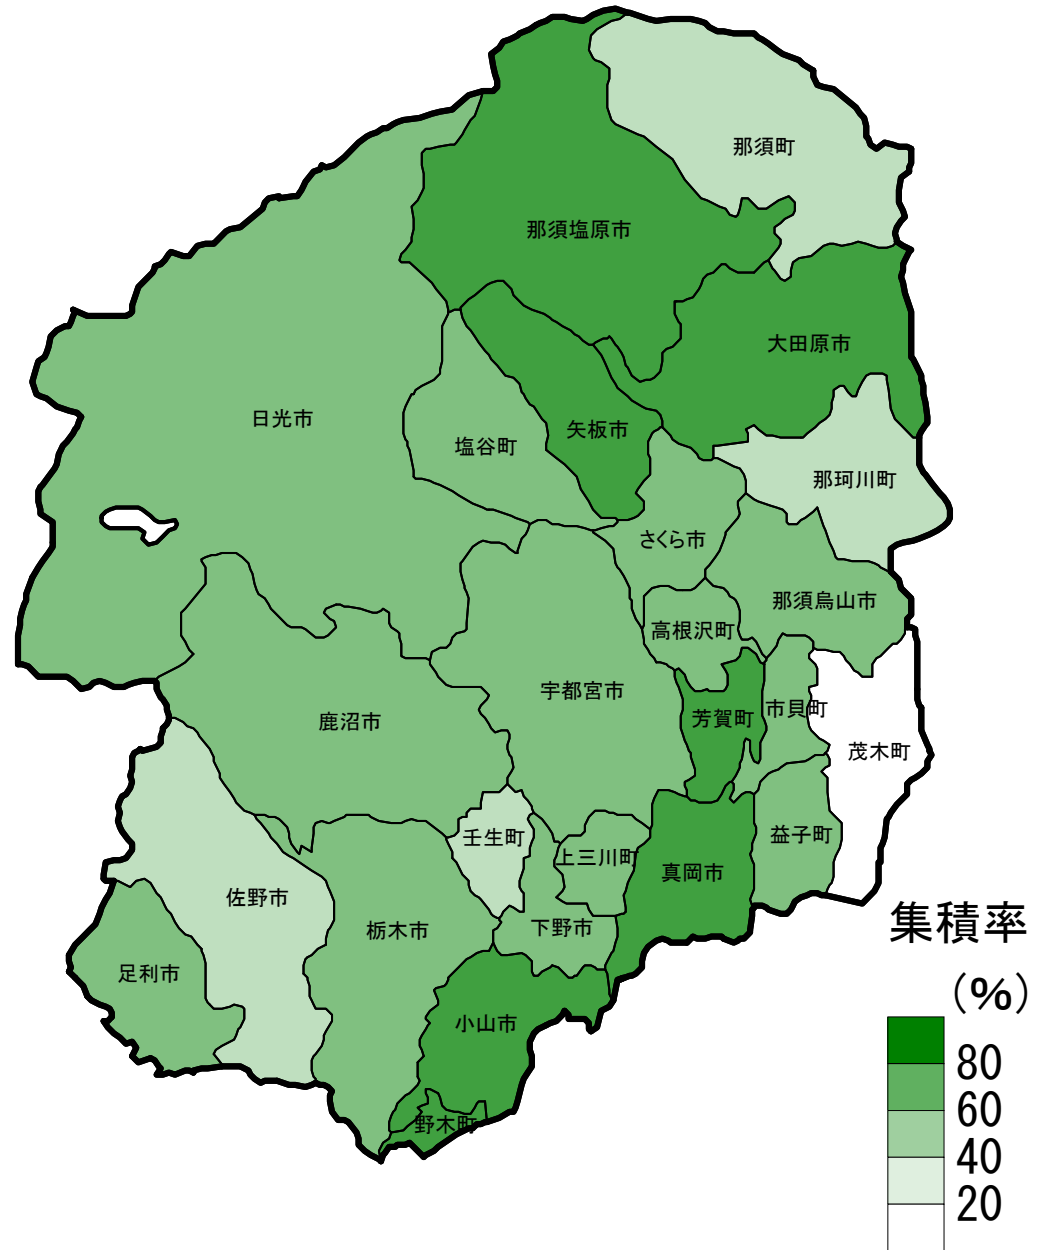 那須町
那須塩原市
大田原市
日光市
矢板市
塩谷町
那珂川町
さくら市
那須烏山市
高根沢町
宇都宮市
市貝町
芳賀町
鹿沼市
茂木町
益子町
壬生町
上三川町
真岡市
佐野市
下野市
栃木市
足利市
小山市
野木町
集積率
(%)
80
60
40
20